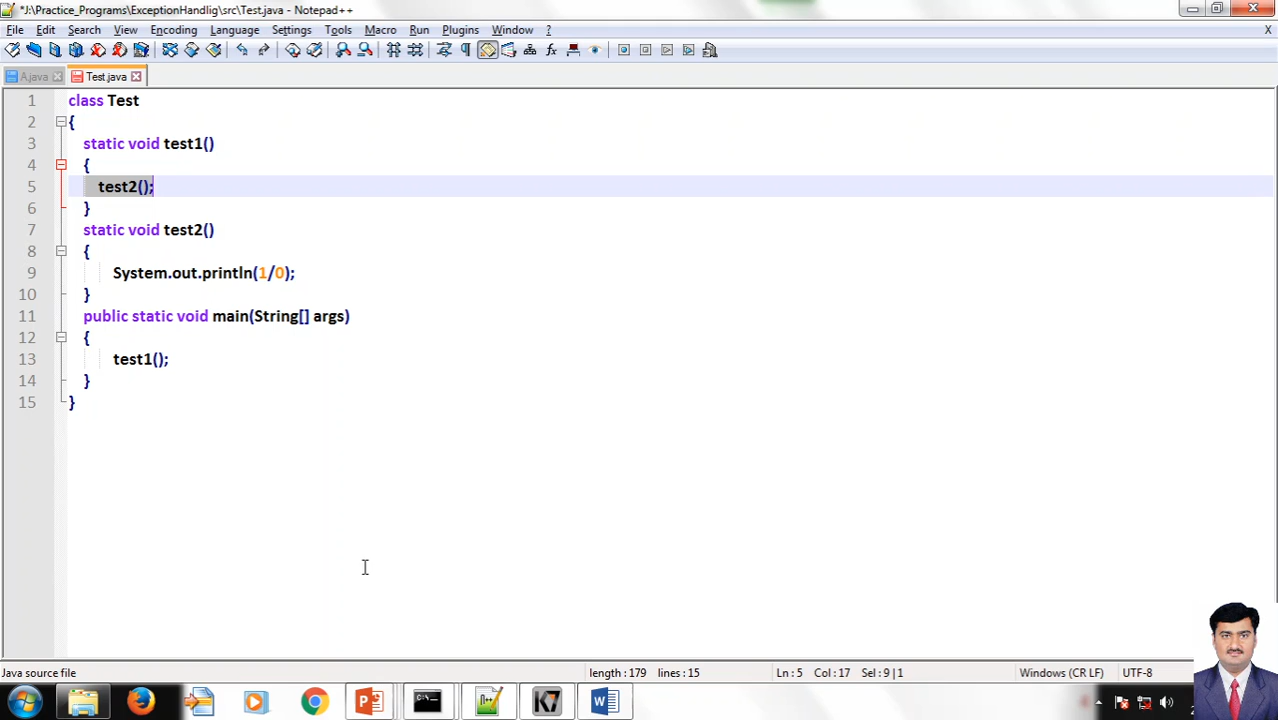 *J:\Practice_Programs\ExceptionHandlig\src\Test.java - Notepad++
File Edit Search View Encoding Language Settings Tools Macro Run Plugins Window ? X
A.java Test.java
1 class Test
2 {
3 static void test1()
4 {
5 test2();
6 }
7 static void test2()
8 {
9 System.out.println(1/0);
10 }
11 public static void main(String[] args)
12 {
13 test1();
14 }
15 }
Java source file length : 179 lines : 15 Ln : 5 Col : 17 Sel : 9 | 1 Windows (CR LF) UTF-8